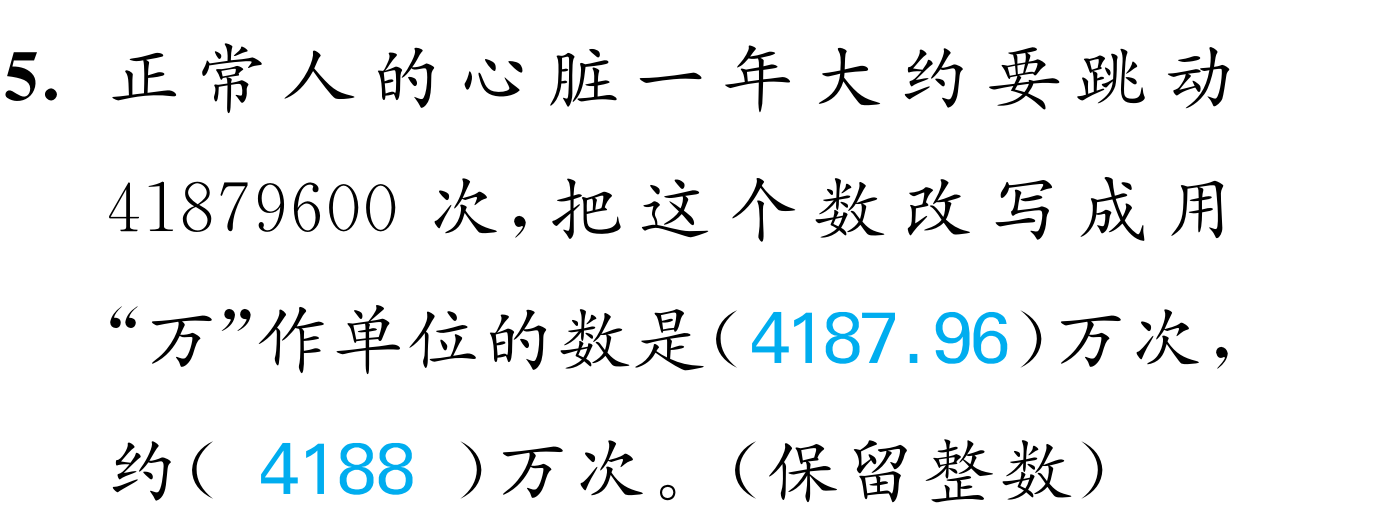 5. 正常人的心脏一年大约要跳动
41879600 次,把这个数改写成用
“万”作单位的数是(4187.96)万次,
约( 4188 )万次。(保留整数)